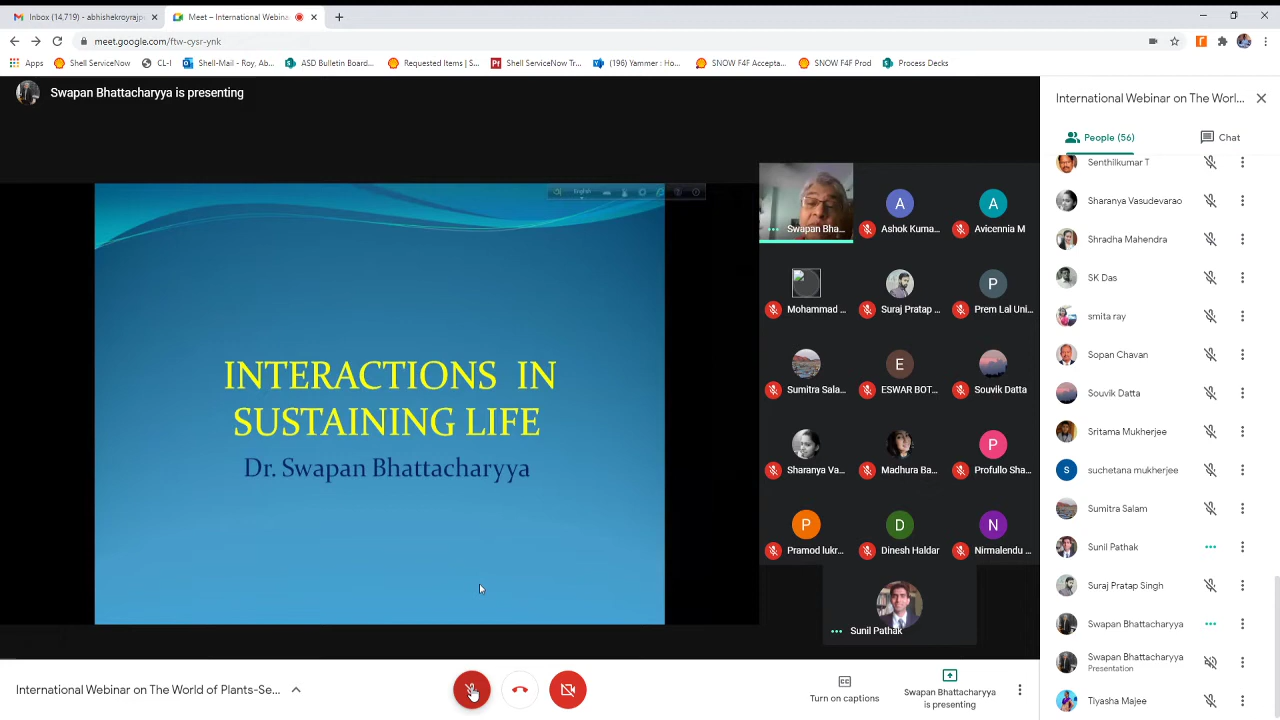 Inbox (14,719) - abhishekroyrajp
Meet – International Webina
meet.google.com/ftw-cysr-ynk
Apps
Shell ServiceNow
CL-I
Shell-Mail - Roy, Ab...
ASD Bulletin Board...
Requested Items | S...
Shell ServiceNow Tr...
(196) Yammer : Ho...
SNOW F4F Accepta...
SNOW F4F Prod
Process Decks
Swapan Bhattacharyya is presenting
English
INTERACTIONS IN
SUSTAINING LIFE
Dr. Swapan Bhattacharyya
Swapan Bha...
A
Ashok Kuma...
A
Avicennia M
Mohammad ...
Suraj Pratap ...
P
Prem Lal Uni...
Sumitra Sala...
E
ESWAR BOT...
Souvik Datta
Sharanya Va...
Madhura Ba...
P
Profullo Sha...
P
Pramod lukr...
D
Dinesh Haldar
N
Nirmalendu ...
Sunil Pathak
International Webinar on The Worl...
People (56)
Chat
Senthilkumar T
Sharanya Vasudevarao
Shradha Mahendra
SK Das
smita ray
Sopan Chavan
Souvik Datta
Sritama Mukherjee
S
suchetana mukherjee
Sumitra Salam
Sunil Pathak
Suraj Pratap Singh
Swapan Bhattacharyya
Swapan Bhattacharyya
Presentation
Tiyasha Majee
International Webinar on The World of Plants-Se...
CC
Turn on captions
Swapan Bhattacharyya
is presenting